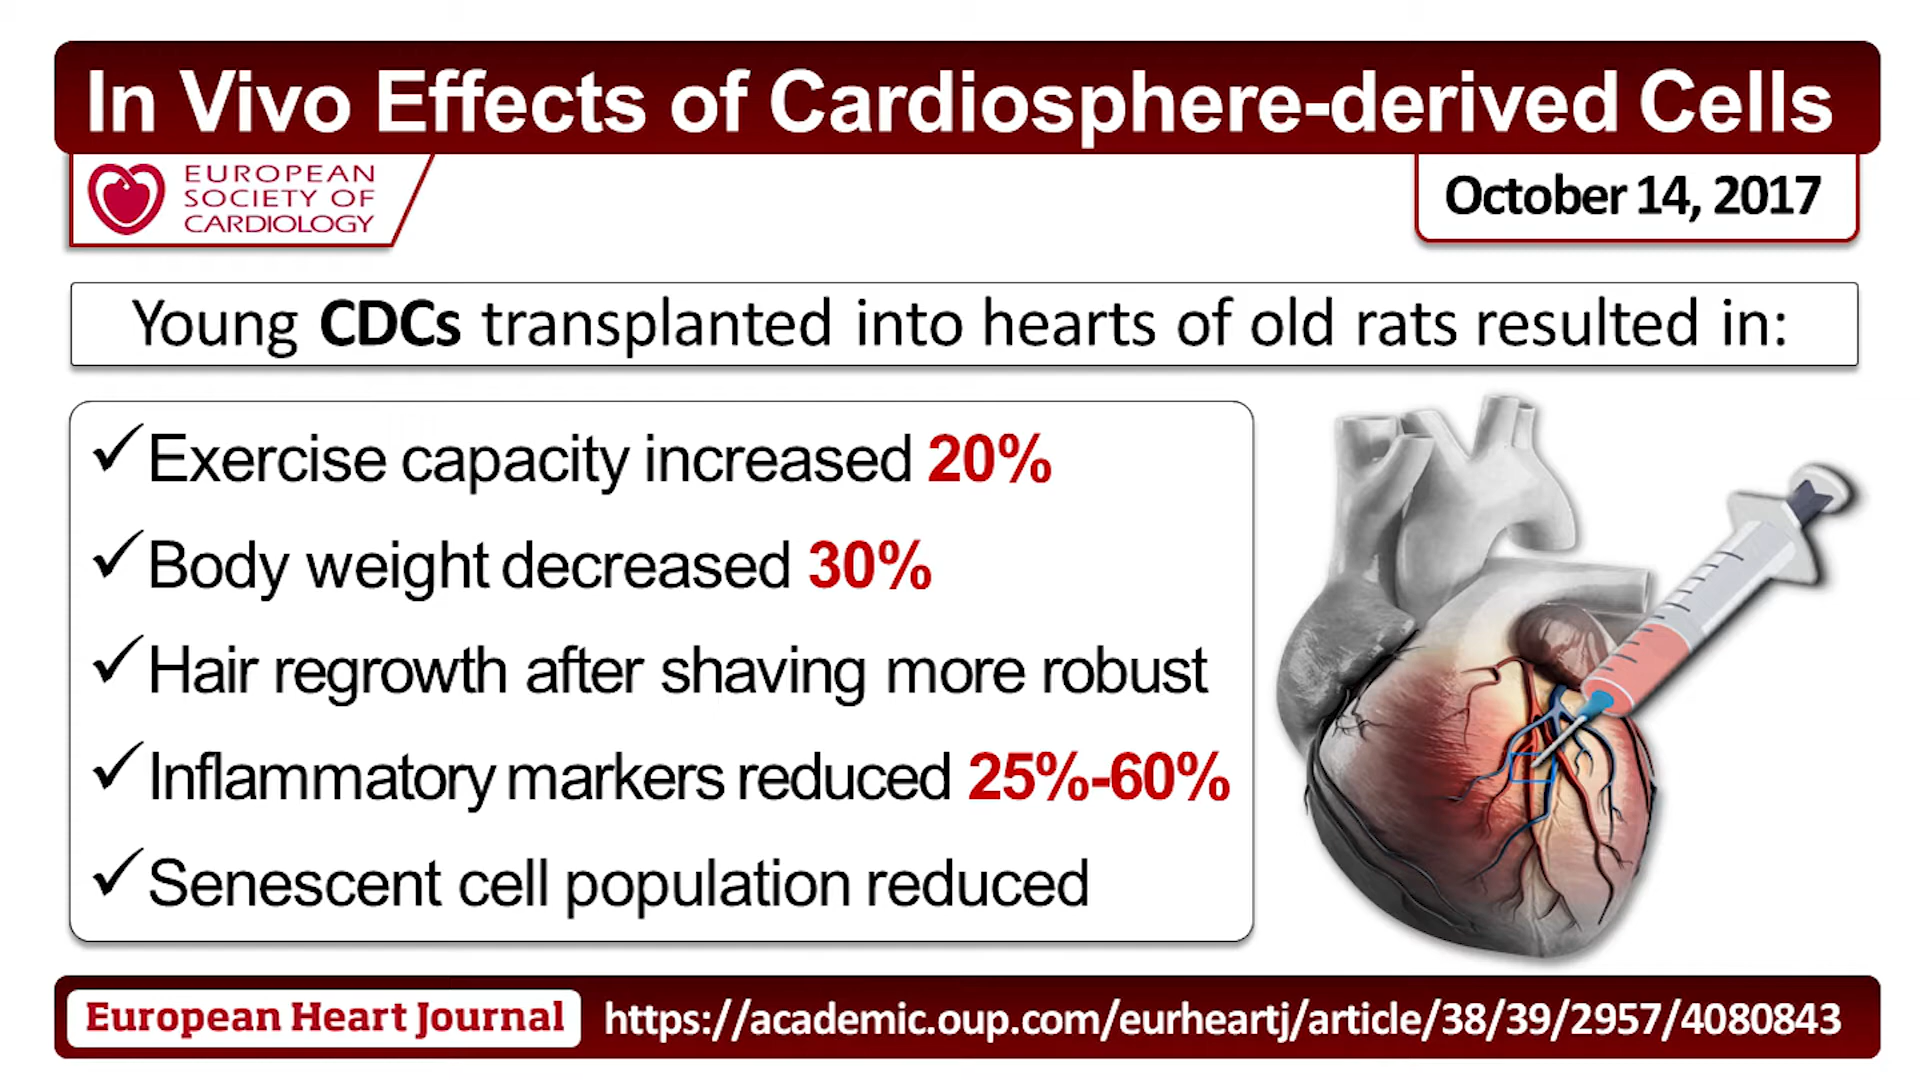 In Vivo Effects of Cardiosphere-derived Cells
EUROPEAN
SOCIETY OF
CARDIOLOGY
October 14, 2017
Young CDCs transplanted into hearts of old rats resulted in:
✓Exercise capacity increased 20%
✓Body weight decreased 30%
✓Hair regrowth after shaving more robust
✓Inflammatory markers reduced 25%-60%
✓Senescent cell population reduced
European Heart Journal
https://academic.oup.com/eurheartj/article/38/39/2957/4080843